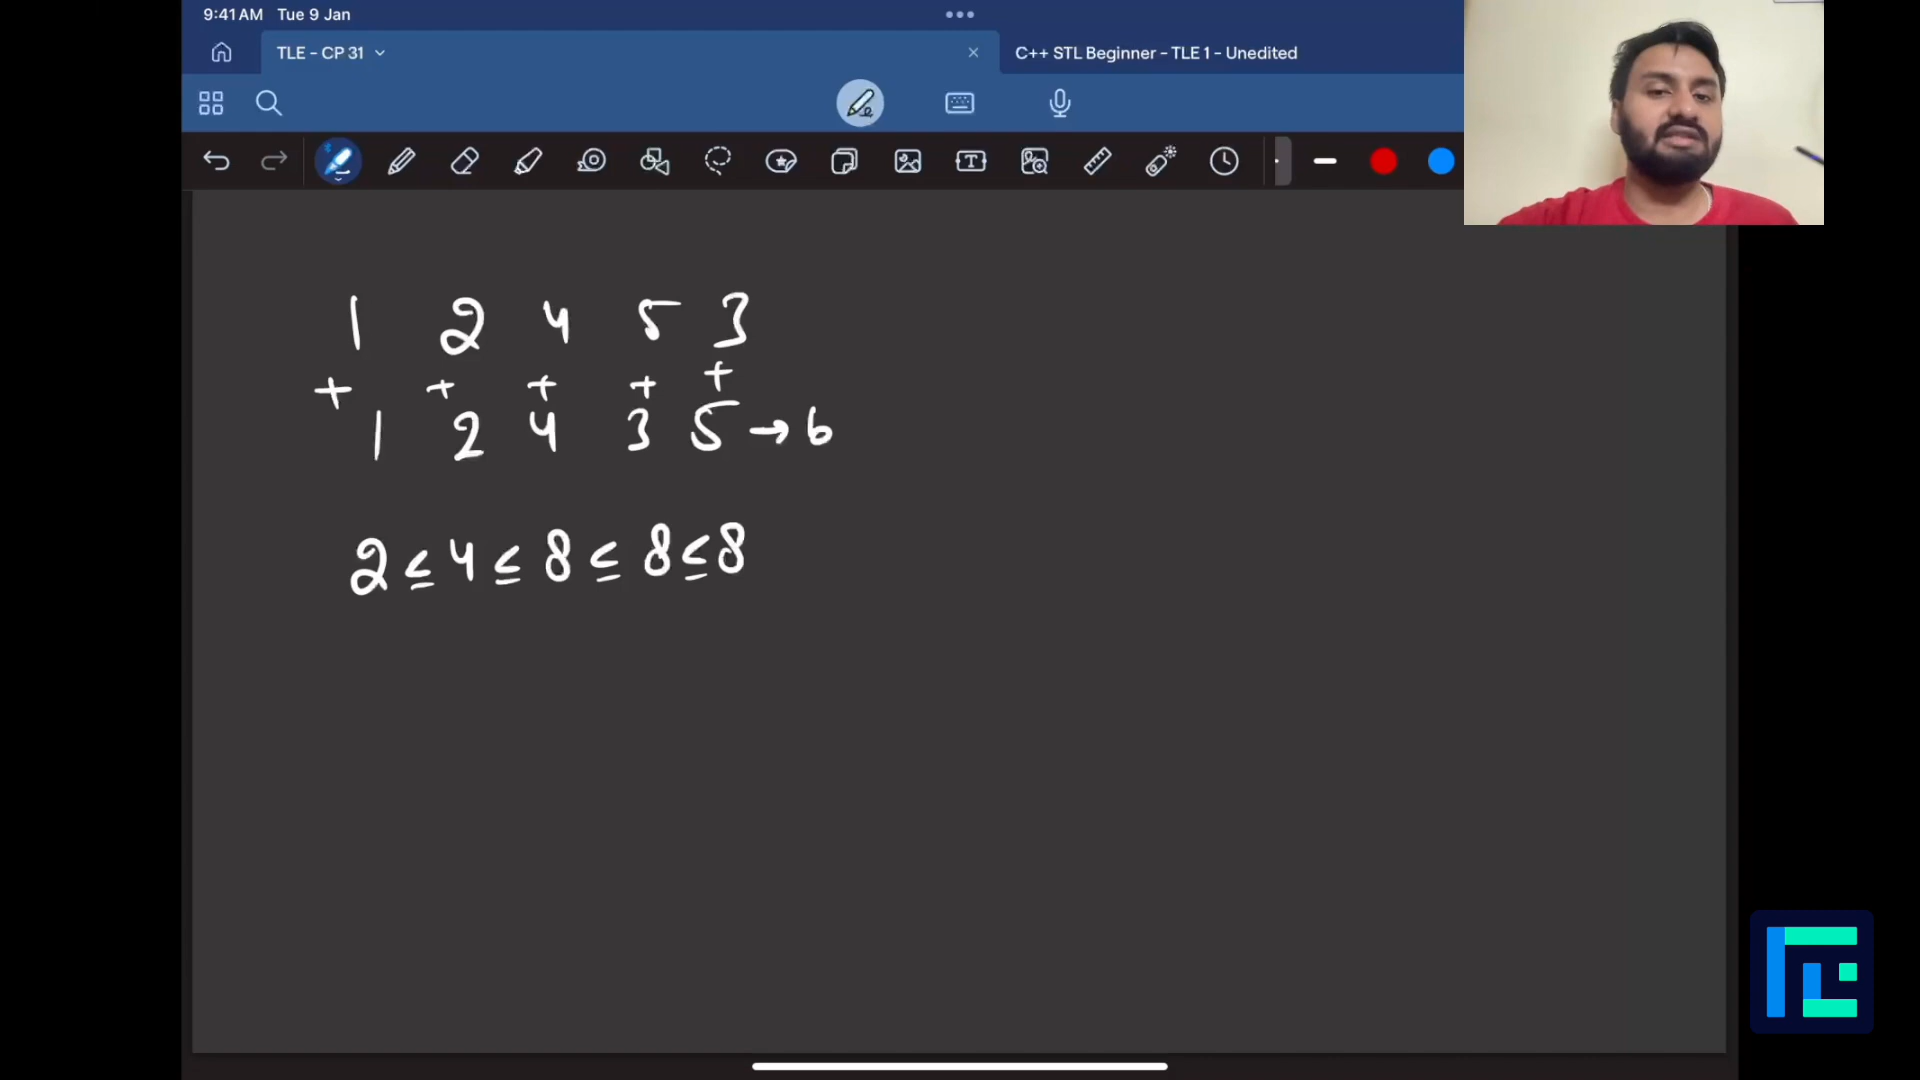 9:41 AM Tue 9 Jan
TLE - CP 31
C++ STL Beginner - TLE 1 - Unedited
1 2 4 5 3
+ + + + +
1 2 4 3 5 → 6
2 ≤ 4 ≤ 8 ≤ 8 ≤ 8